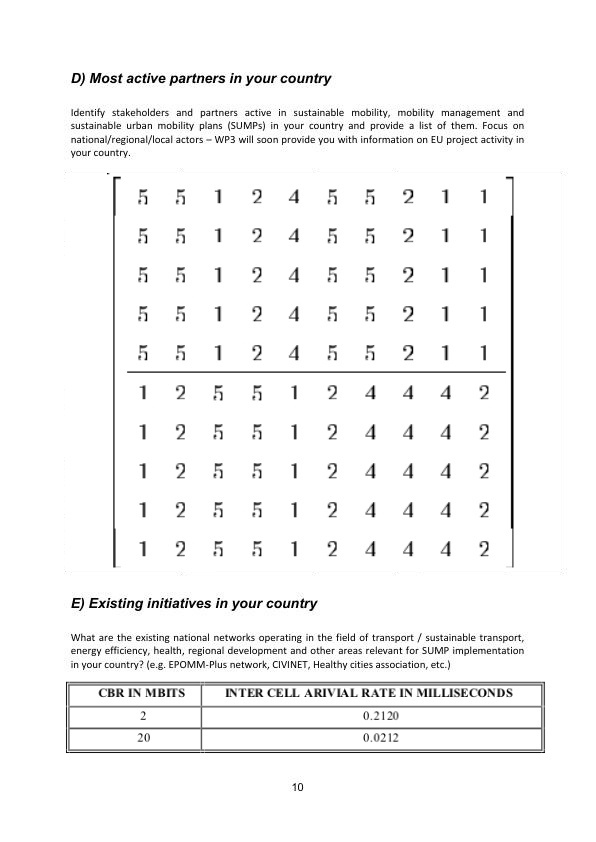 D) Most active partners in your country
Identify stakeholders and partners active in sustainable mobility, mobility management and
sustainable urban mobility plans (SUMPs) in your country and provide a list of them. Focus on
national/regional/local actors – WP3 will soon provide you with information on EU project activity in
your country.
5 5 1 2 4 5 5 2 1 1
5 5 1 2 4 5 5 2 1 1
5 5 1 2 4 5 5 2 1 1
5 5 1 2 4 5 5 2 1 1
5 5 1 2 4 5 5 2 1 1
1 2 5 5 1 2 4 4 4 2
1 2 5 5 1 2 4 4 4 2
1 2 5 5 1 2 4 4 4 2
1 2 5 5 1 2 4 4 4 2
1 2 5 5 1 2 4 4 4 2
E) Existing initiatives in your country
What are the existing national networks operating in the field of transport / sustainable transport,
energy efficiency, health, regional development and other areas relevant for SUMP implementation
in your country? (e.g. EPOMM-Plus network, CIVINET, Healthy cities association, etc.)
CBR IN MBITS INTER CELL ARIVIAL RATE IN MILLISECONDS
2 0.2120
20 0.0212
10